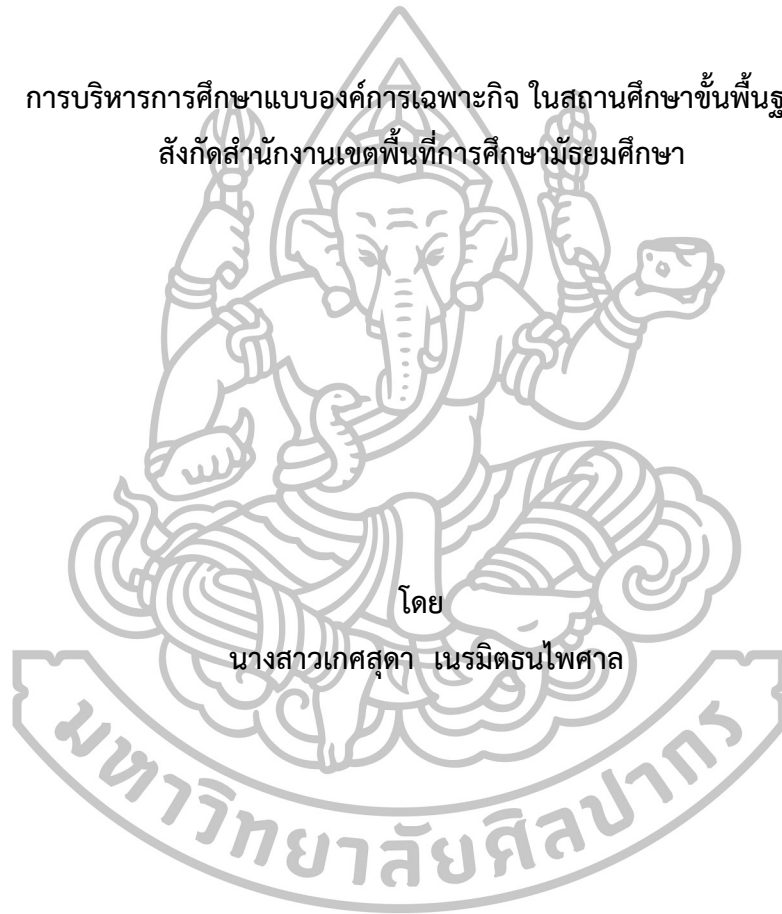 การบริหารการศึกษาแบบองค์การเฉพาะกิจ ในสถานศึกษาขั้นพื้นฐ
สังกัดสำนักงานเขตพื้นที่การศึกษามัธยมศึกษา
โดย
นางสาวเกศสุดา เนรมิตธนไพศาล
มหาวิทยาลัยศิลปากร